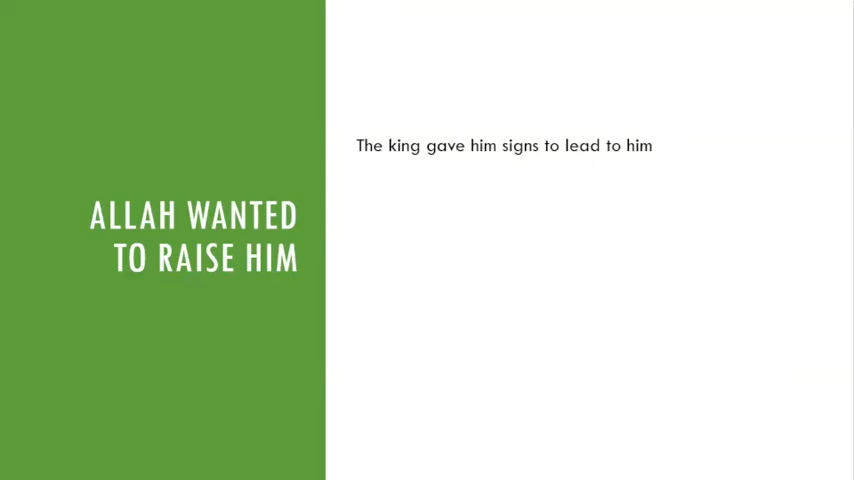 ALLAH WANTED
TO RAISE HIM
The king gave him signs to lead to him